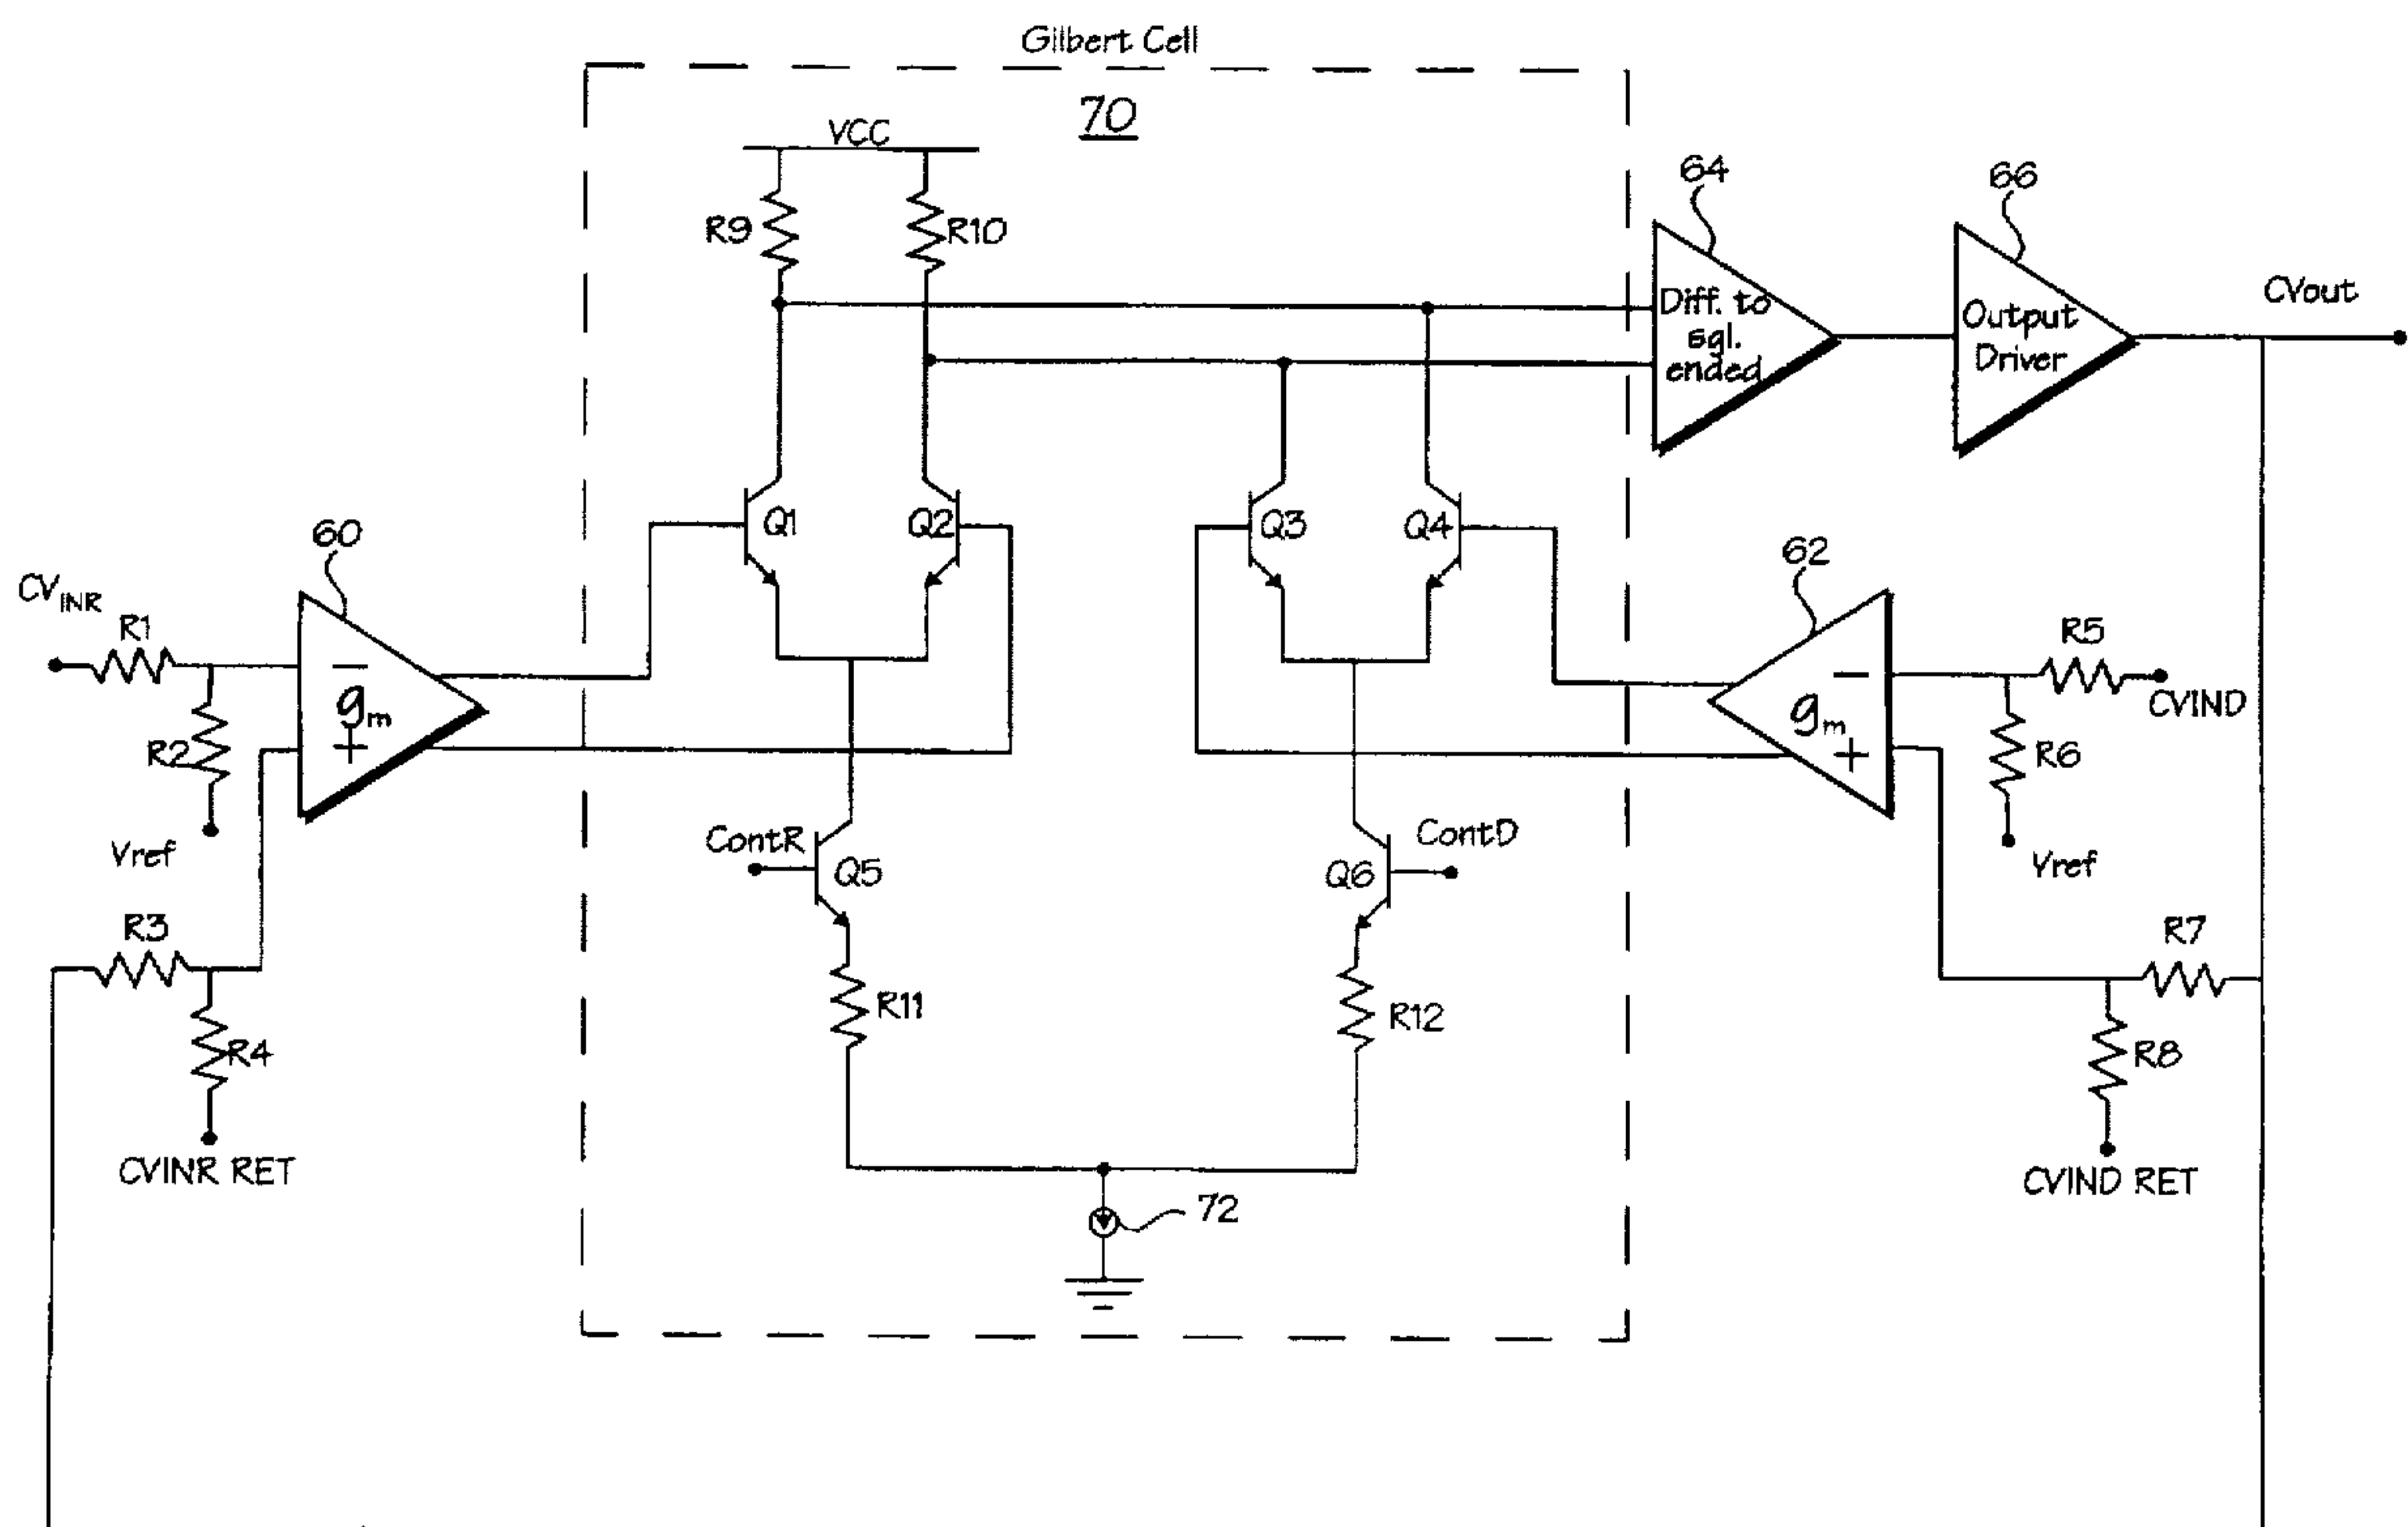 Gilbert Cell
70
VCC
R9
R10
64
66
Diff. to
sgl.
ended
Output
Driver
CVout
Q1
Q2
Q3
Q4
60
62
CVINR
R1
−
gm
+
R2
Vref
R5
−
gm
+
CVIND
R6
Vref
ContR
Q5
ContD
Q6
R3
R4
CVINR RET
R7
R8
CVIND RET
R11
R12
72